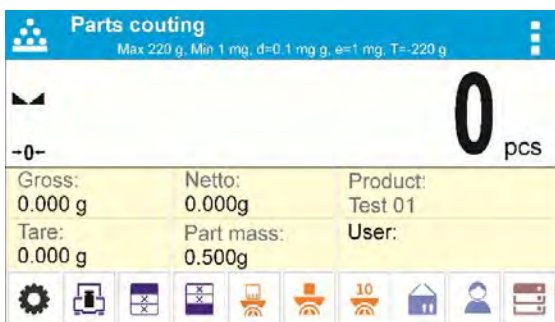 Parts couting
Max 220 g, Min 1 mg, d=0.1 mg g, e=1 mg, T=-220 g
0 pcs
→0←
Gross: Netto: Product:
0.000 g 0.000g Test 01
Tare: Part mass: User:
0.000 g 0.500g
10